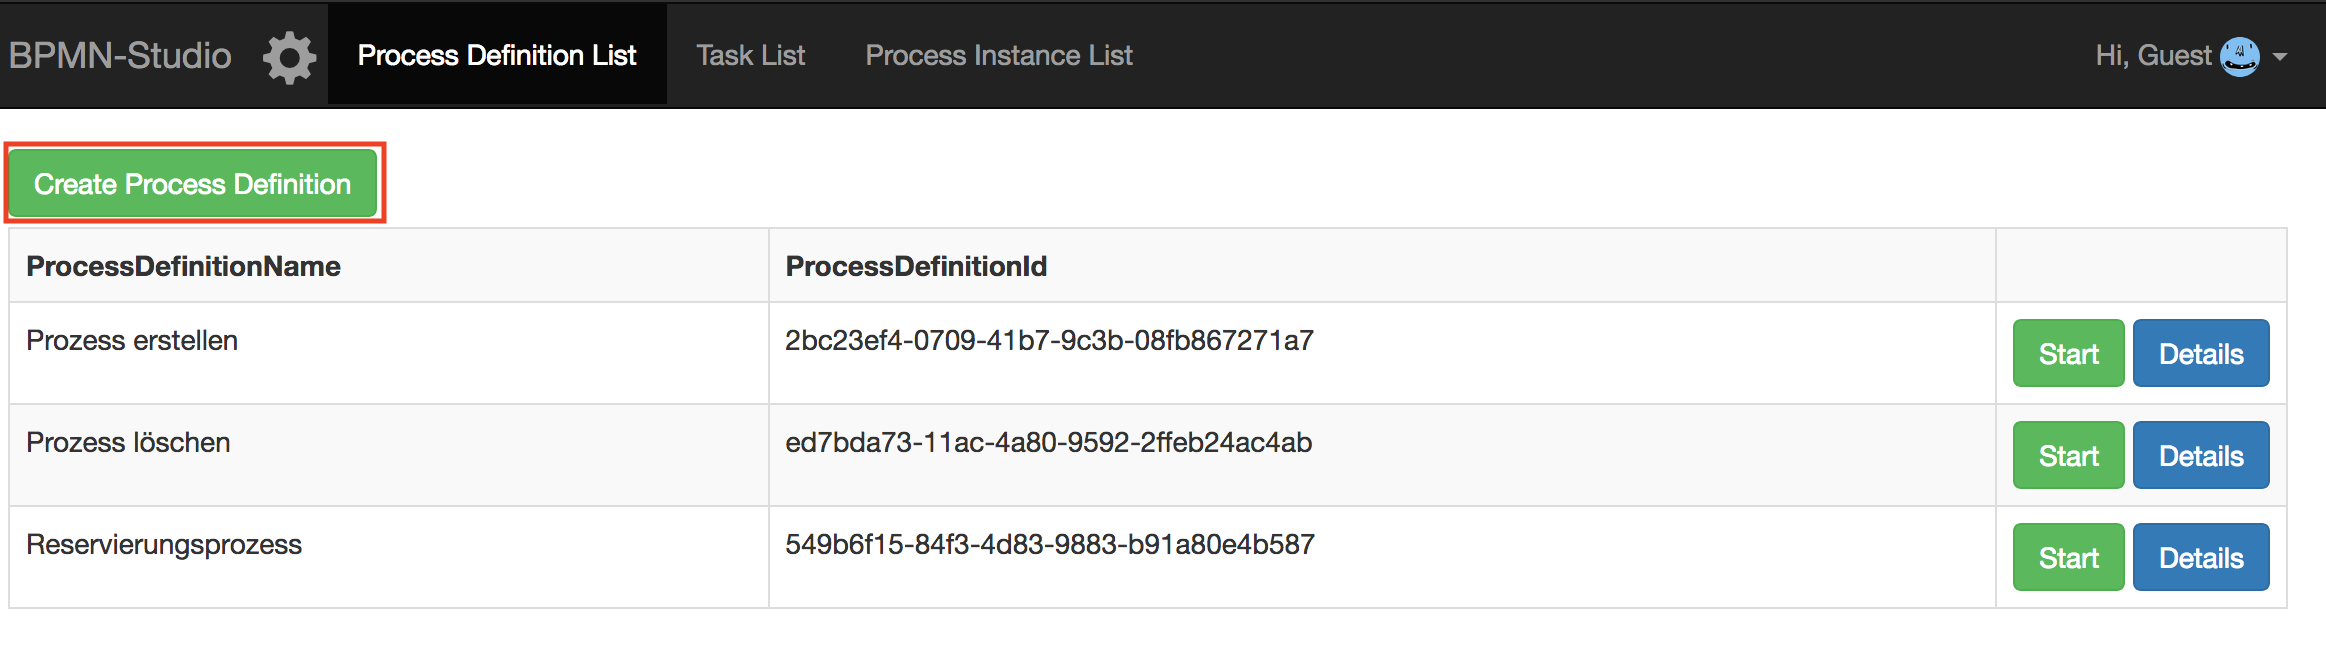 BPMN-Studio Process Definition List Task List Process Instance List Hi, Guest
Create Process Definition
ProcessDefinitionName ProcessDefinitionId
Prozess erstellen 2bc23ef4-0709-41b7-9c3b-08fb867271a7 Start Details
Prozess löschen ed7bda73-11ac-4a80-9592-2ffeb24ac4ab Start Details
Reservierungsprozess 549b6f15-84f3-4d83-9883-b91a80e4b587 Start Details